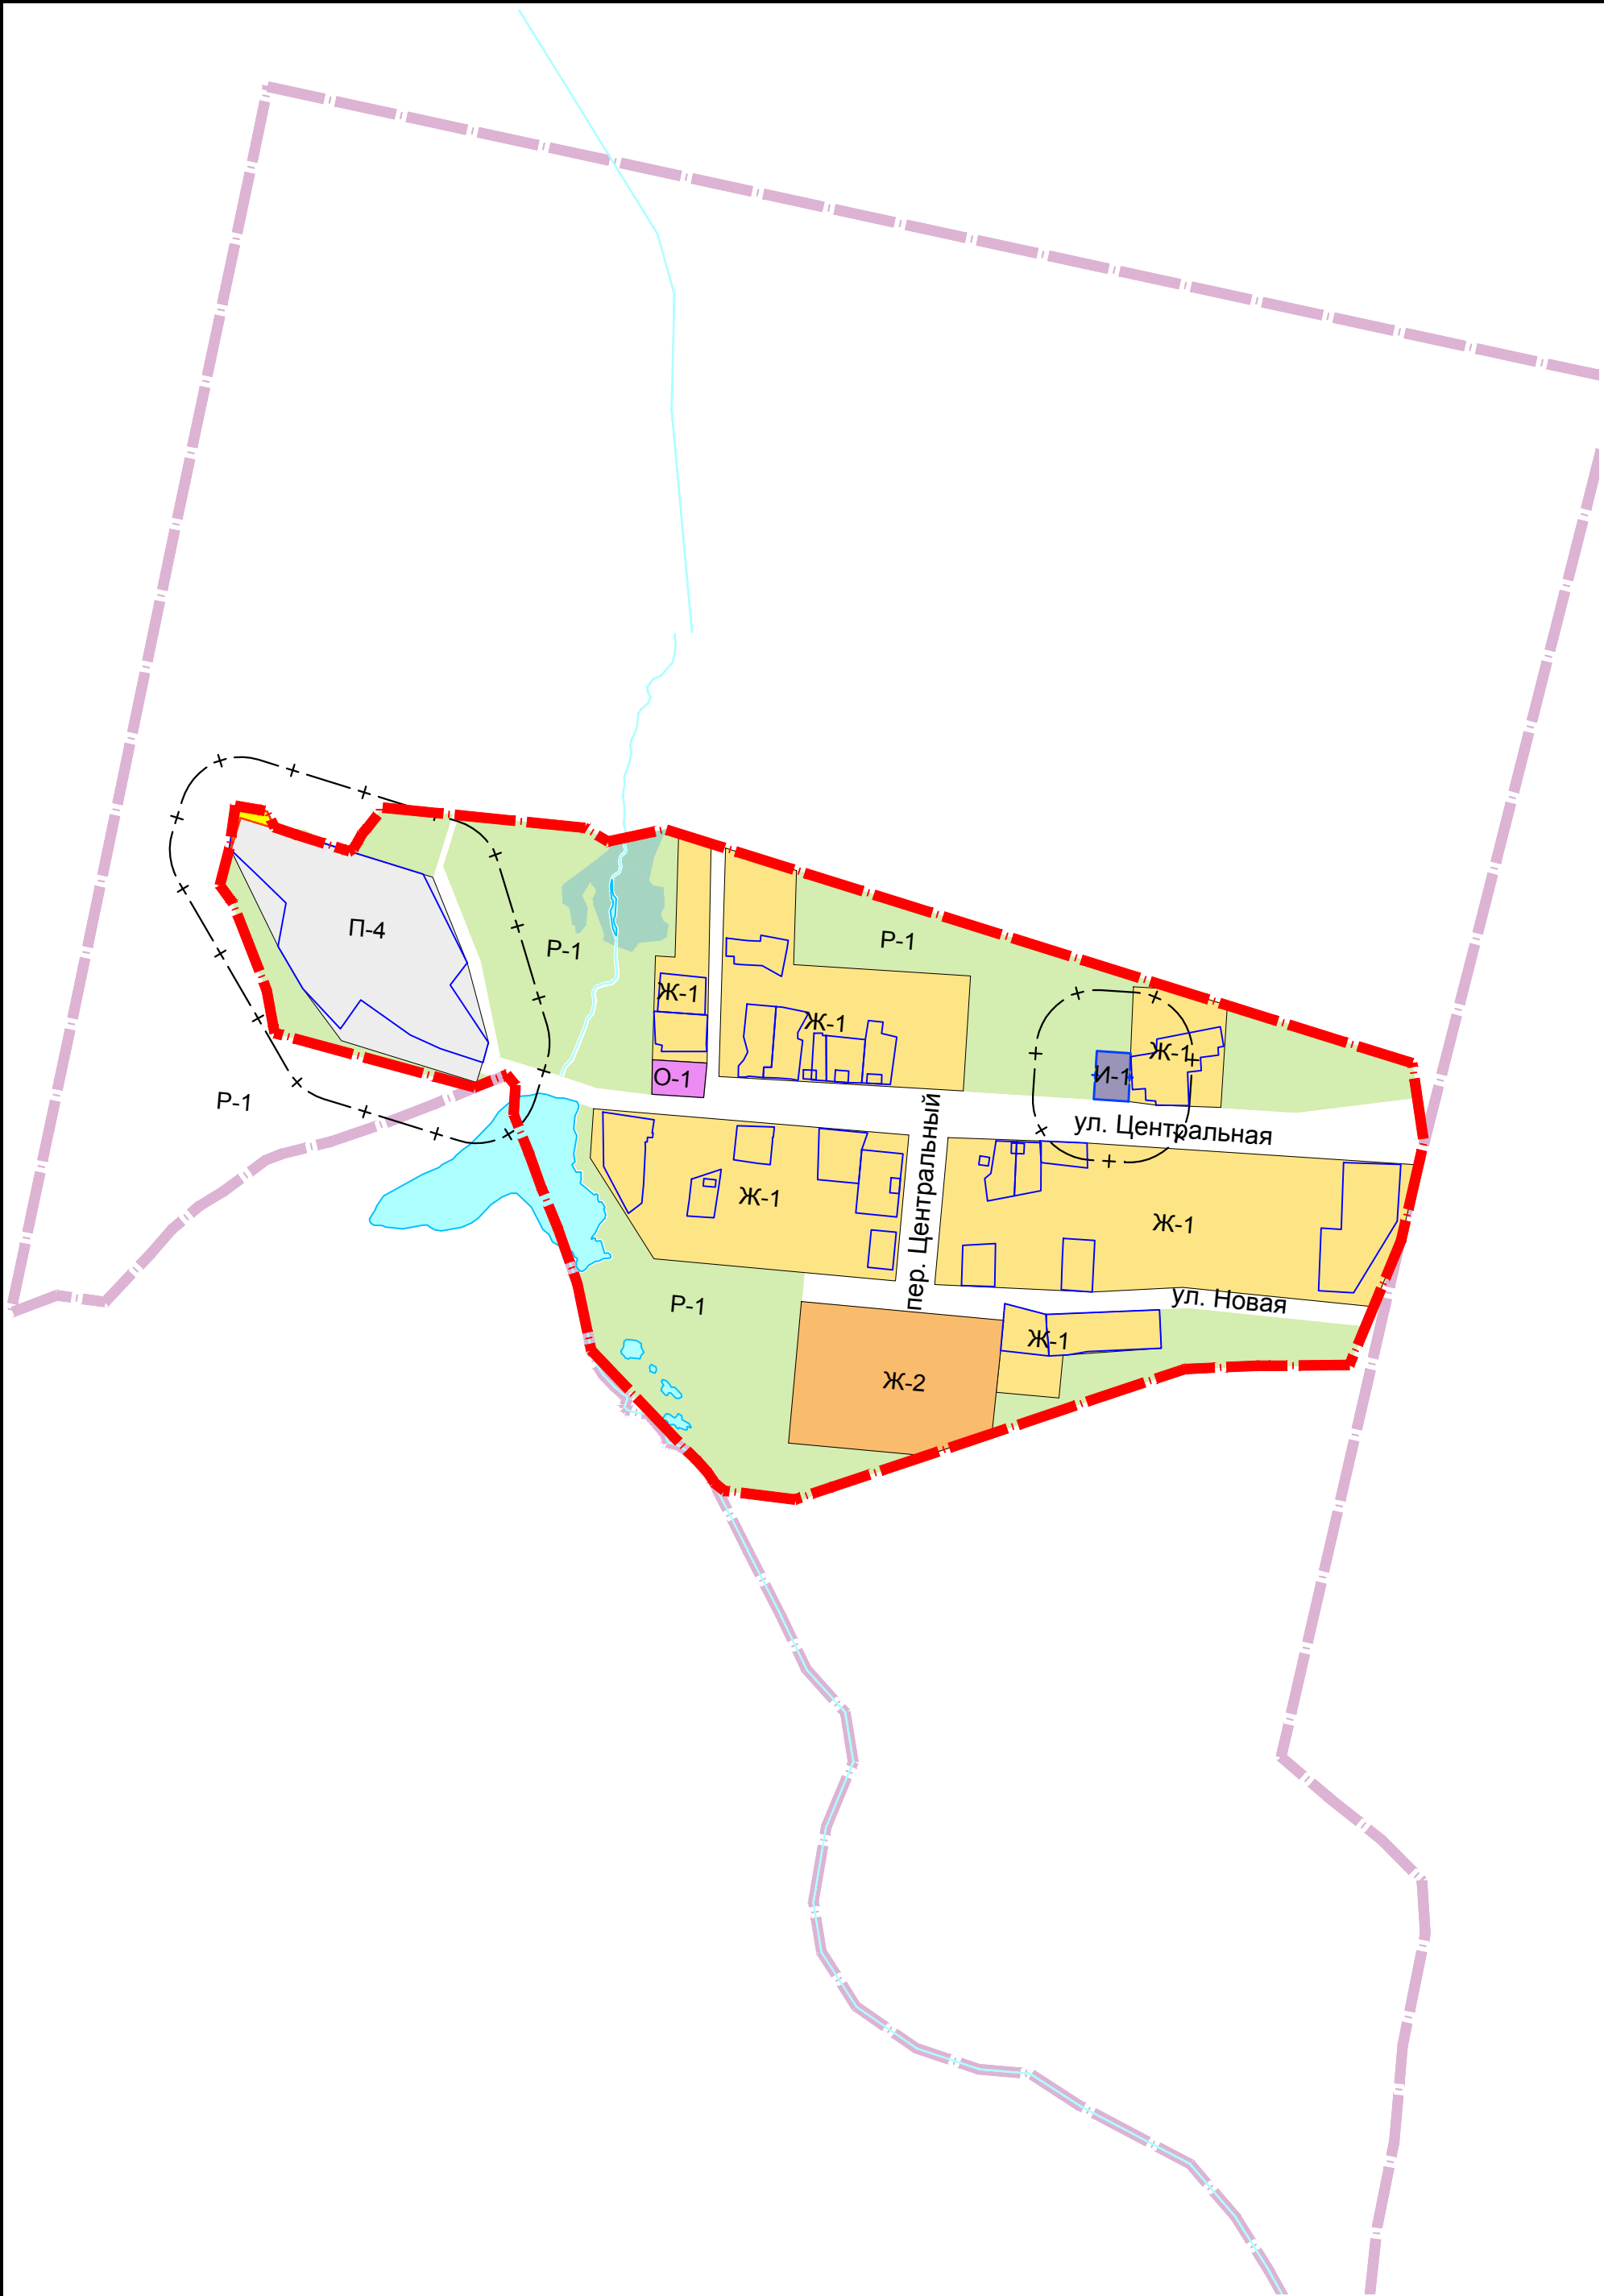 П-4
Р-1
Р-1
Ж-1
Ж-1
Ж-1
И-1
О-1
Р-1
ул. Центральная
пер. Центральный
Ж-1
Ж-1
ул. Новая
Р-1
Ж-1
Ж-2